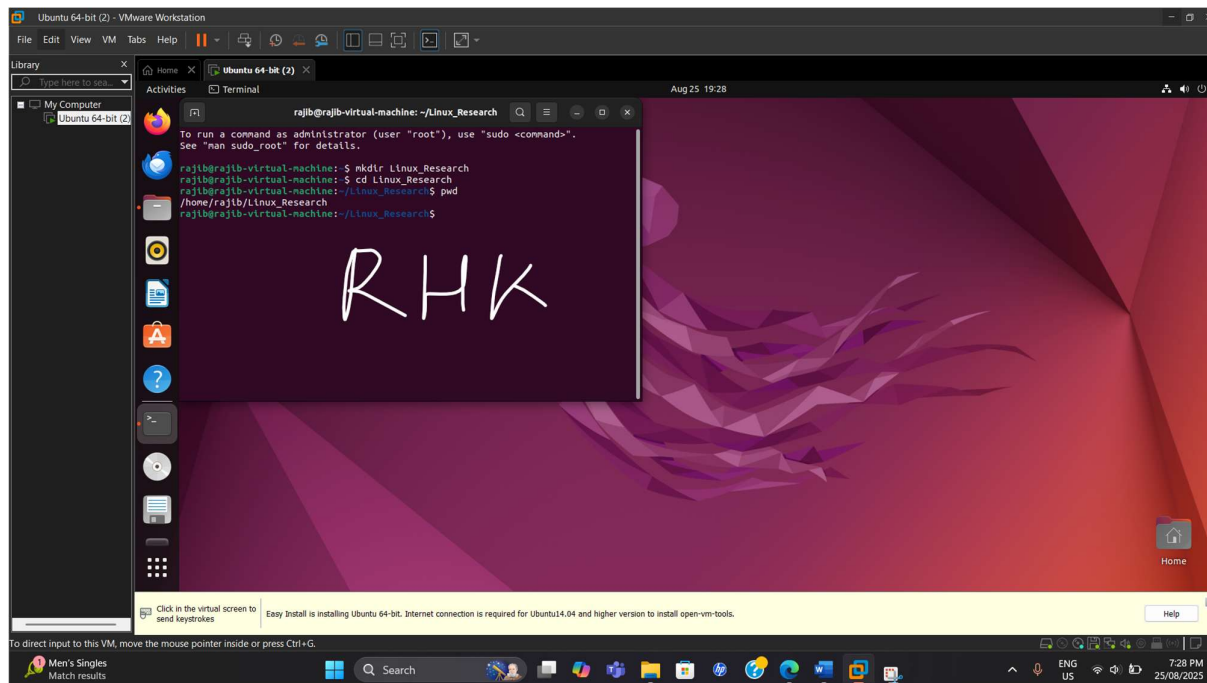 Ubuntu 64-bit (2) - VMware Workstation
File Edit View VM Tabs Help
Library X
Type here to sea...
My Computer
Ubuntu 64-bit (2)
Home
Ubuntu 64-bit (2)
Activities
Terminal
Aug 25 19:28
rajib@rajib-virtual-machine: ~/Linux_Research
To run a command as administrator (user "root"), use "sudo <command>".
See "man sudo_root" for details.
rajib@rajib-virtual-machine:~$ mkdir Linux_Research
rajib@rajib-virtual-machine:~$ cd Linux_Research
rajib@rajib-virtual-machine:~/Linux_Research$ pwd
/home/rajib/Linux_Research
rajib@rajib-virtual-machine:~/Linux_Research$
RHK
Home
Click in the virtual screen to
send keystrokes
Easy Install is installing Ubuntu 64-bit. Internet connection is required for Ubuntu14.04 and higher version to install open-vm-tools.
Help
To direct input to this VM, move the mouse pointer inside or press Ctrl+G.
1
Men's Singles
Match results
Search
ENG
US
7:28 PM
25/08/2025